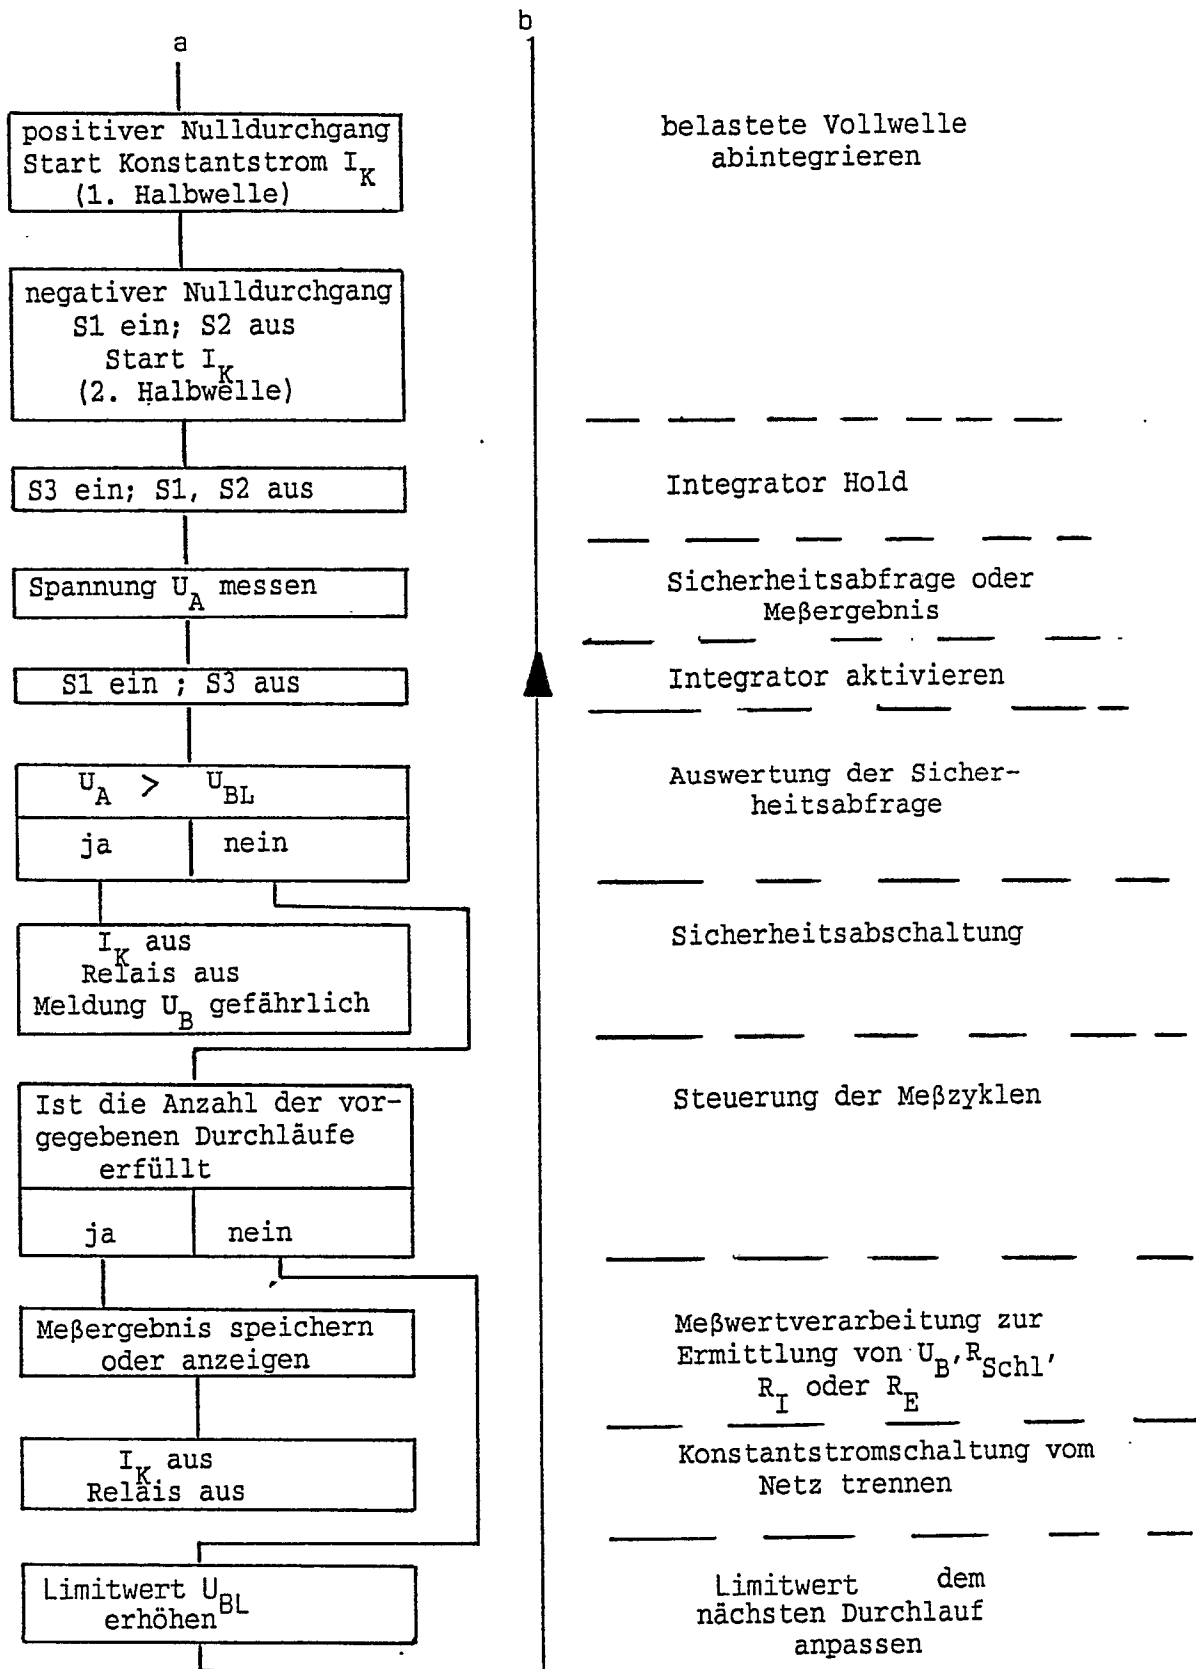 b
a
positiver Nulldurchgang
Start Konstantstrom I_K
(1. Halbwelle)
belastete Vollwelle
abintegrieren
negativer Nulldurchgang
S1 ein; S2 aus
Start I_K
(2. Halbwelle)
S3 ein; S1, S2 aus
Integrator Hold
Spannung U_A messen
Sicherheitsabfrage oder
Meßergebnis
S1 ein ; S3 aus
Integrator aktivieren
U_A > U_BL
ja nein
Auswertung der Sicher-
heitsabfrage
I_K aus
Relais aus
Meldung U_B gefährlich
Sicherheitsabschaltung
Ist die Anzahl der vor-
gegebenen Durchläufe
erfüllt
ja nein
Steuerung der Meßzyklen
Meßergebnis speichern
oder anzeigen
Meßwertverarbeitung zur
Ermittlung von U_B, R_Schl,
R_I oder R_E
I_K aus
Relais aus
Konstantstromschaltung vom
Netz trennen
Limitwert U_BL
erhöhen
Limitwert dem
nächsten Durchlauf
anpassen